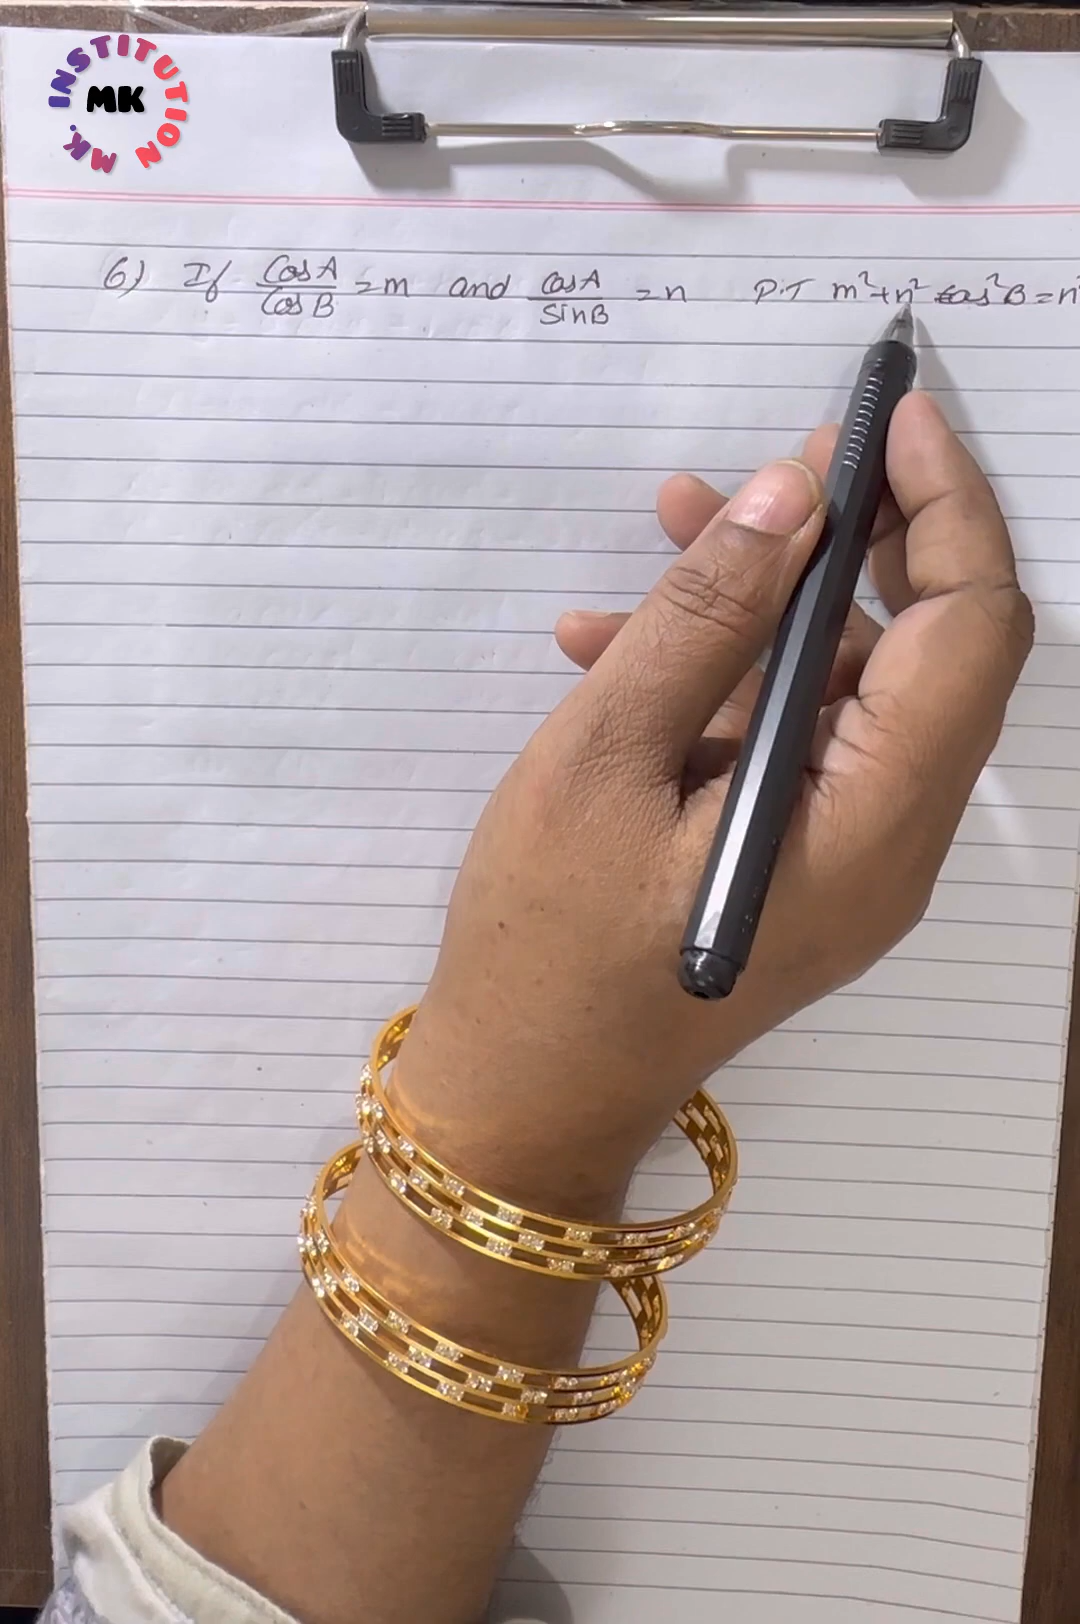 MK. INSTITUTION
MK
6) If CosA/CosB = m and CosA/SinB = n P.T m²+n² cos²B = n²